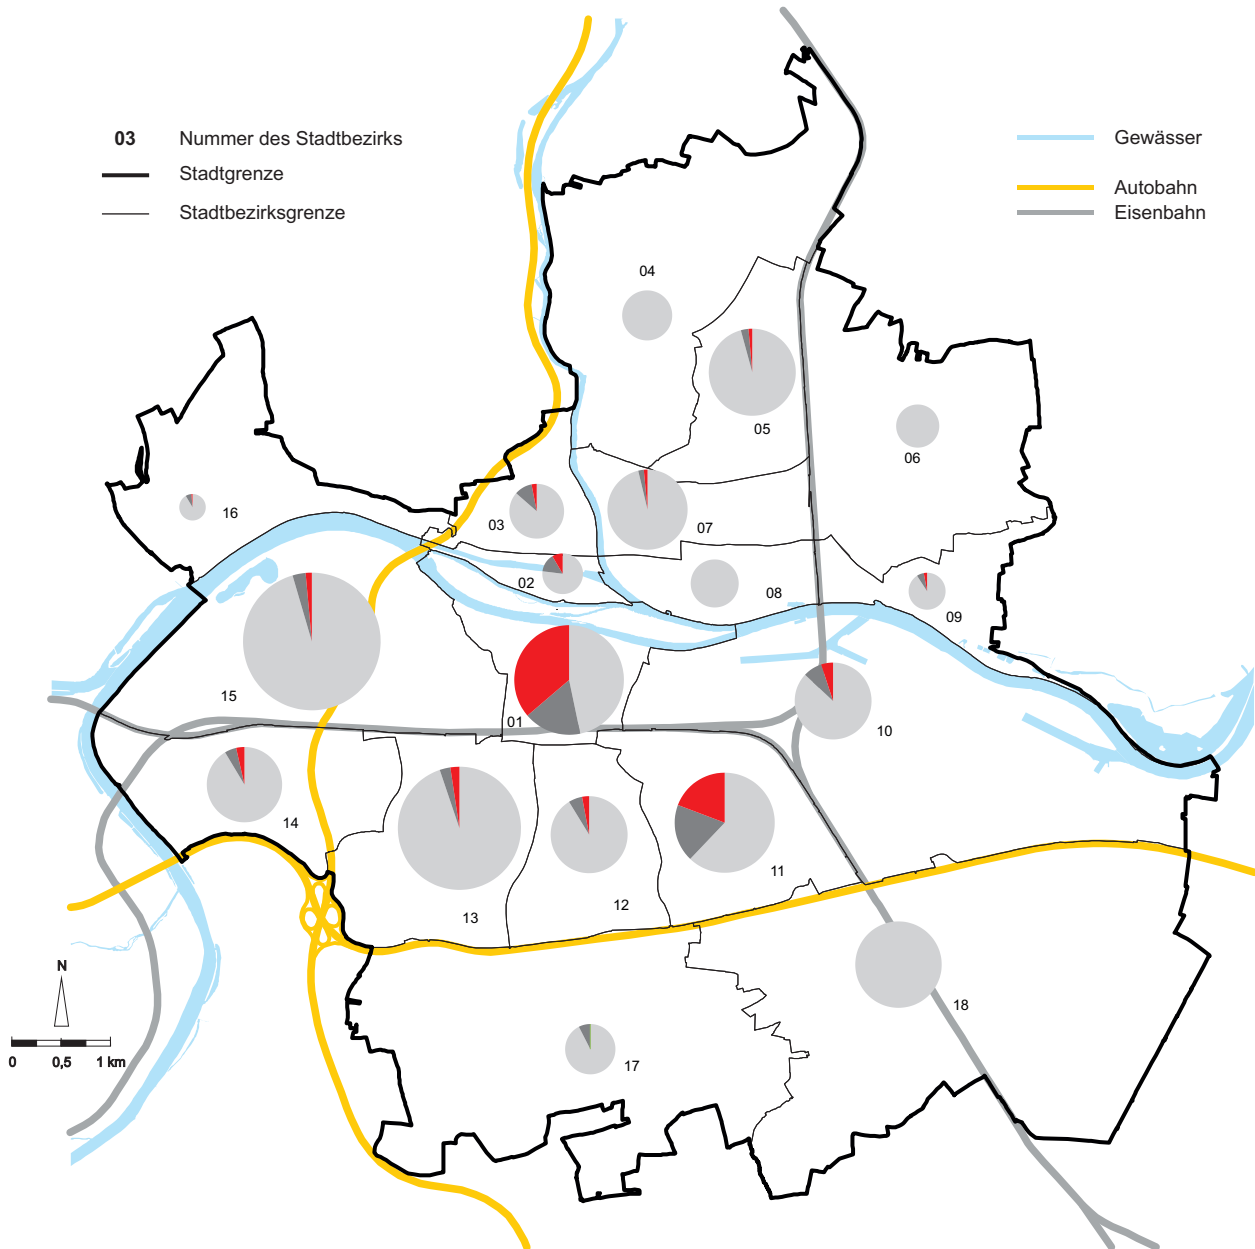 03 Nummer des Stadtbezirks
Stadtgrenze
Stadtbezirksgrenze
Gewässer
Autobahn
Eisenbahn
04
05
06
16
03
07
02
08
09
15
01
10
14
11
13
12
18
17
N
0 0,5 1 km